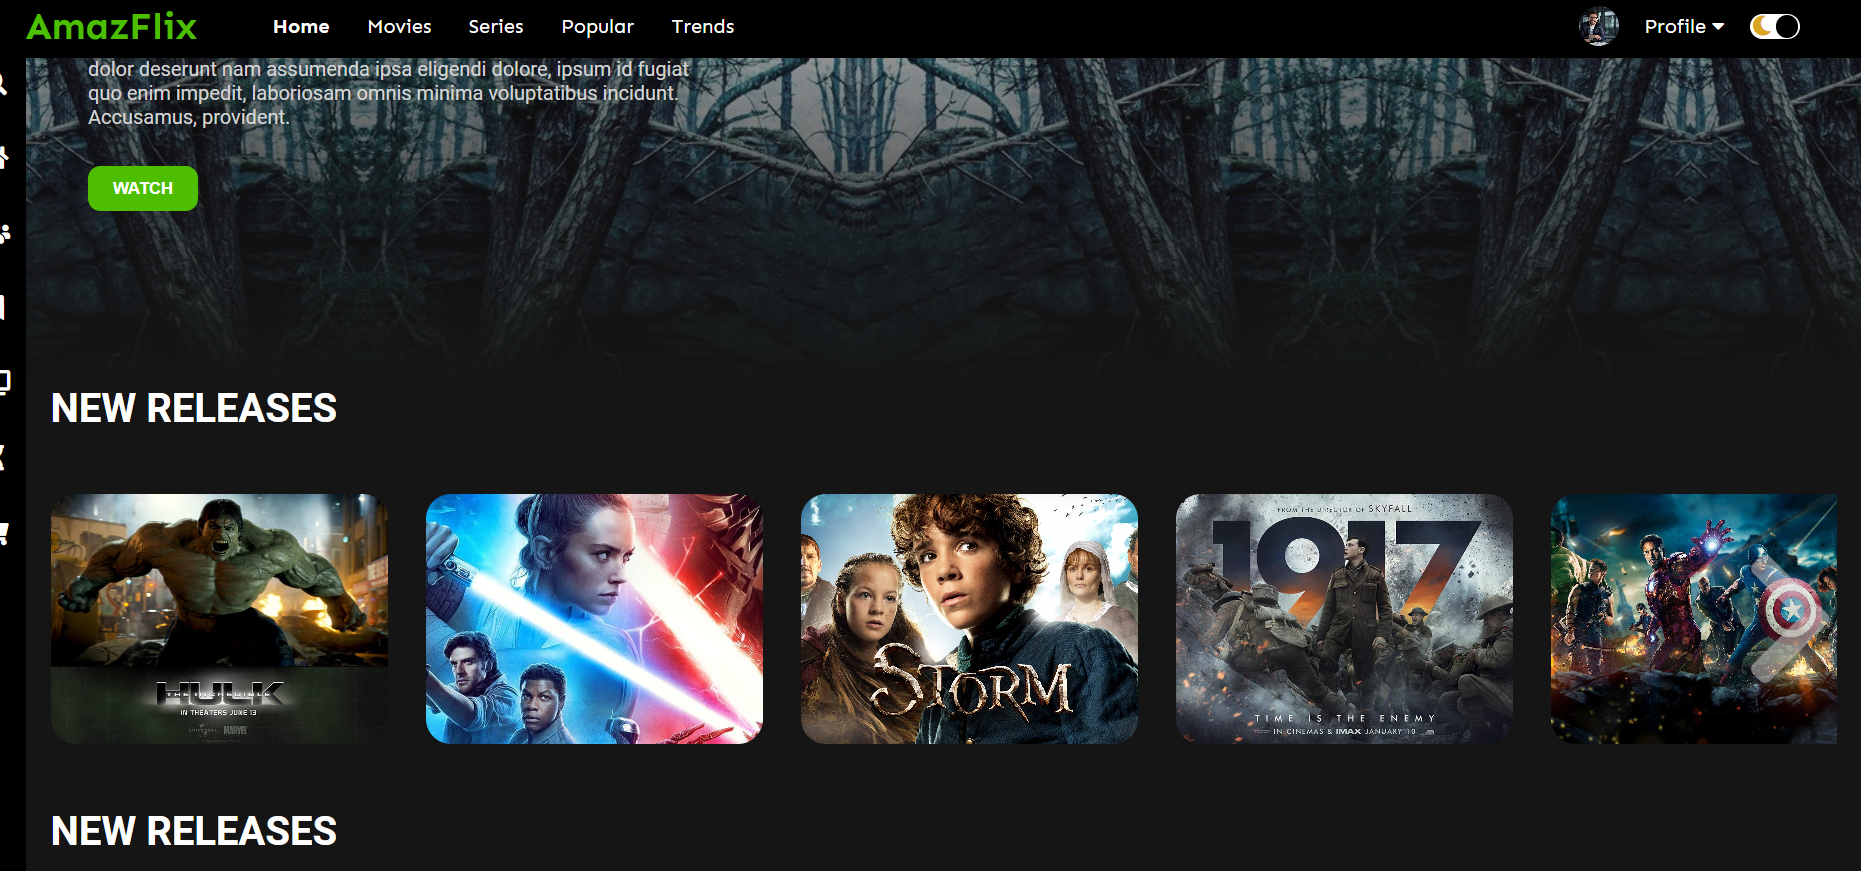 AmazFlix
Home Movies Series Popular Trends
Profile
dolor deserunt nam assumenda ipsa eligendi dolore, ipsum id fugiat
quo enim impedit, laboriosam omnis minima voluptatibus incidunt.
Accusamus, provident.
WATCH
NEW RELEASES
THE INCREDIBLE
HULK
IN THEATERS JUNE 13
UNIVERSAL
MARVEL
STORM
FROM THE DIRECTOR OF SKYFALL
1917
TIME IS THE ENEMY
IN CINEMAS & IMAX JANUARY 10
NEW RELEASES